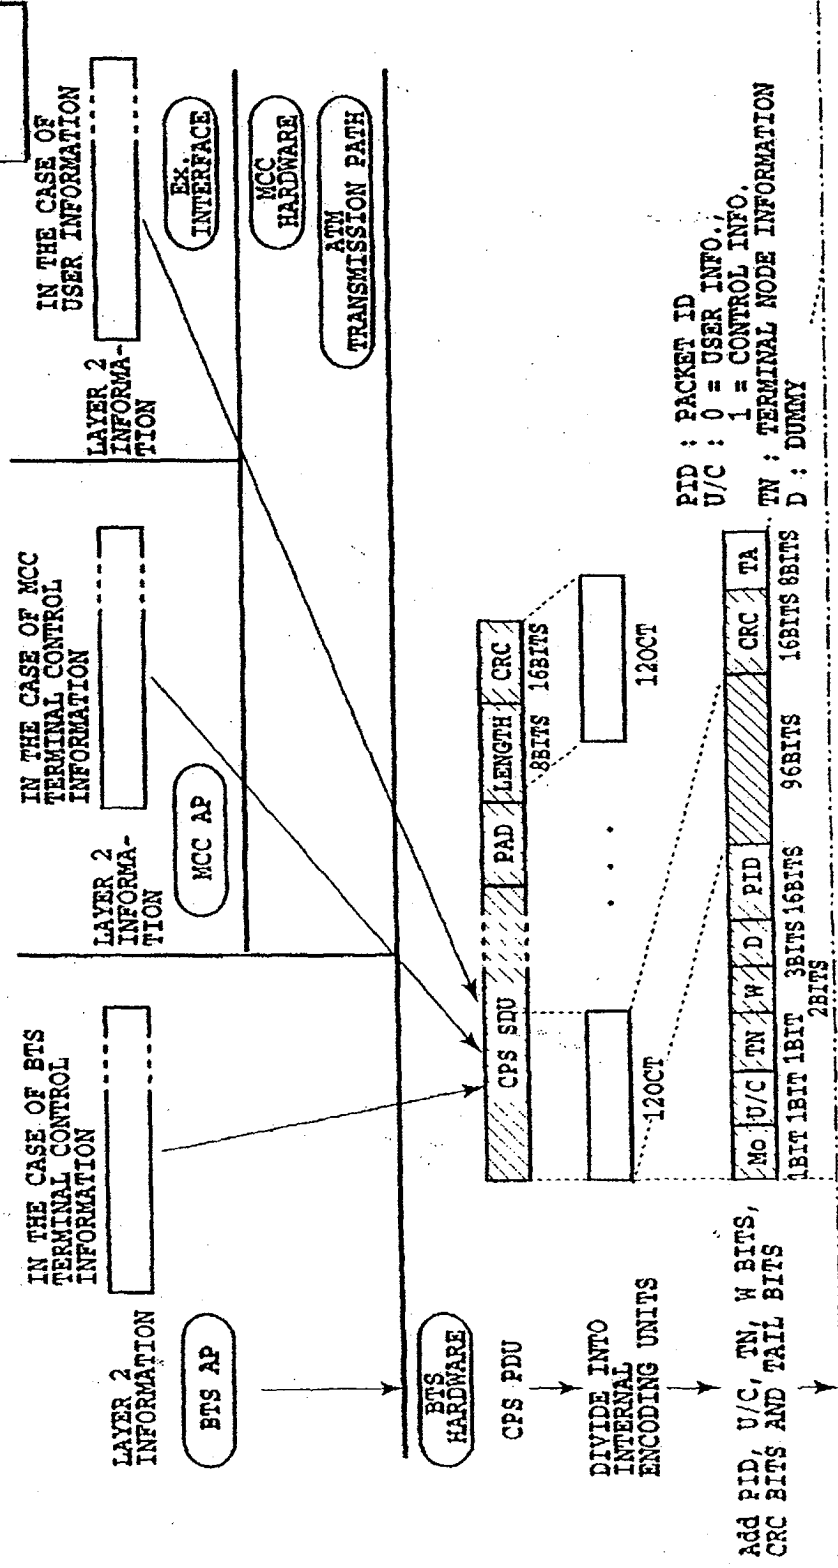 IN THE CASE OF BTS
TERMINAL CONTROL
INFORMATION
IN THE CASE OF MCC
TERMINAL CONTROL
INFORMATION
IN THE CASE OF
USER INFORMATION
LAYER 2
INFORMATION
LAYER 2
INFORMA-
TION
LAYER 2
INFORMA-
TION
BTS AP
MCC AP
EX.
INTERFACE
MCC
HARDWARE
ATM
TRANSMISSION PATH
BTS
HARDWARE
CPS PDU
CPS SDU
PAD
LENGTH
CRC
8BITS
16BITS
DIVIDE INTO
INTERNAL
ENCODING UNITS
12OCT
. . .
12OCT
PID : PACKET ID
U/C : 0 = USER INFO.,
1 = CONTROL INFO.
TN : TERMINAL NODE INFORMATION
D : DUMMY
Add PID, U/C, TN, W BITS,
CRC BITS AND TAIL BITS
Mo U/C TN W D PID CRC TA
1BIT 1BIT 1BIT 3BITS 16BITS 96BITS 16BITS 8BITS
2BITS